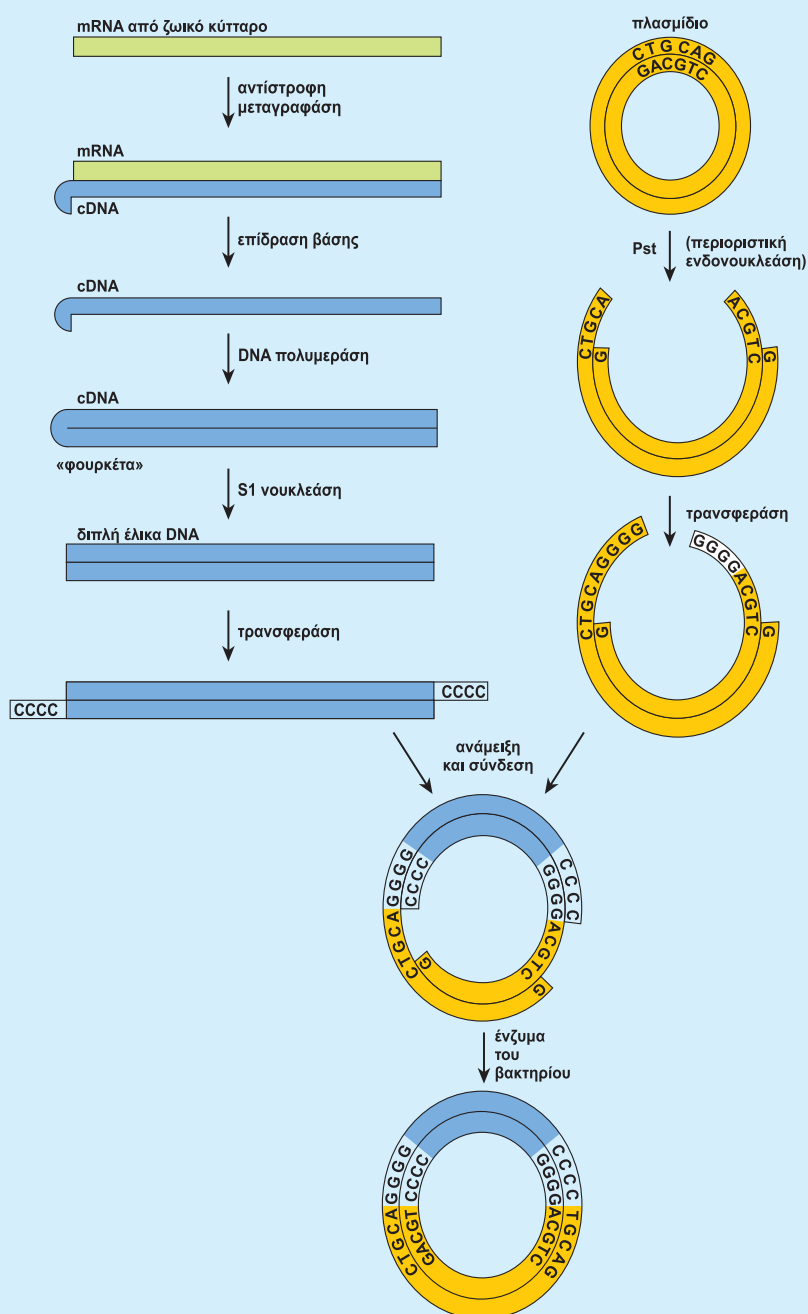 mRNA από ζωικό κύτταρο
αντίστροφη
μεταγραφάση
mRNA
cDNA
επίδραση βάσης
cDNA
DNA πολυμεράση
cDNA
«φουρκέτα»
S1 νουκλεάση
διπλή έλικα DNA
τρανσφεράση
CCCC
CCCC
πλασμίδιο
CTGCAG
GACGTC
Pst
(περιοριστική
ενδονουκλεάση)
CTGCA
G
ACGTC
G
τρανσφεράση
CTGCAGGGG
G
GGGGACGTC
G
ανάμειξη
και σύνδεση
CTGCAGGGG
CCCC
G
GGGGACGTC
CCCC
G
ένζυμα
του
βακτηρίου
CTGCAGGGG
GACGTCCCC
GGGGACGTC
CCCCTGCAG